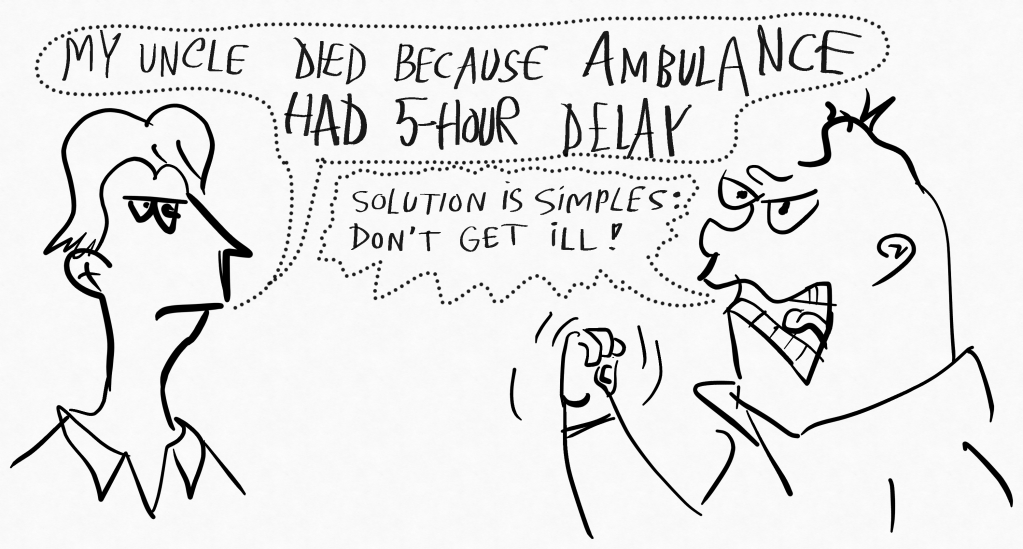 MY UNCLE DIED BECAUSE AMBULANCE
HAD 5-HOUR DELAY
SOLUTION IS SIMPLES:
DON'T GET ILL!